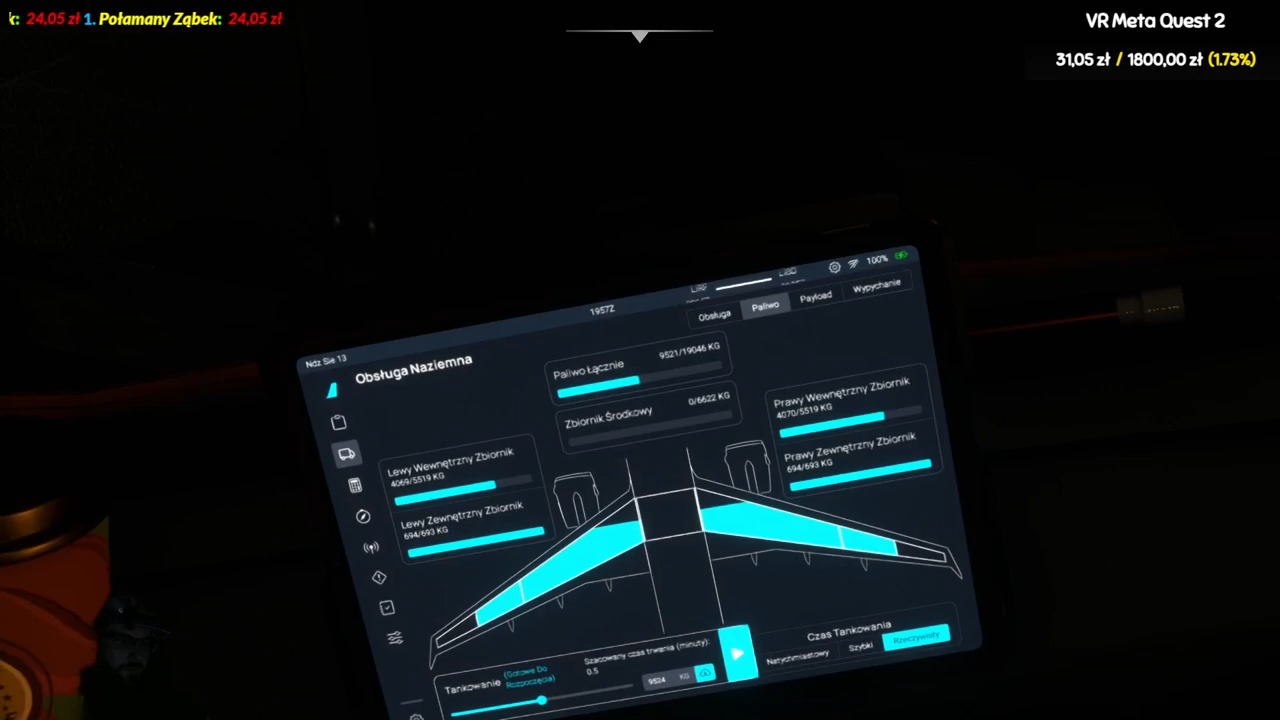 k: 24,05 zł 1. Połamany Ząbek: 24,05 zł
VR Meta Quest 2
31,05 zł / 1800,00 zł (1.73%)
Ndz Sie 13
1957Z
100%
Obsługa Naziemna
Obsługa
Paliwo
Payload
Wypychanie
Paliwo Łącznie
9521/19046 KG
Zbiornik Środkowy
0/6622 KG
Prawy Wewnętrzny Zbiornik
4070/5519 KG
Prawy Zewnętrzny Zbiornik
694/693 KG
Lewy Wewnętrzny Zbiornik
4069/5519 KG
Lewy Zewnętrzny Zbiornik
694/693 KG
Tankowanie
(Gotowe Do
Rozpoczęcia)
Szacowany czas trwania (minuty):
0.5
9524 KG
Czas Tankowania
Natychmiastowy
Szybki
Rzeczywisty